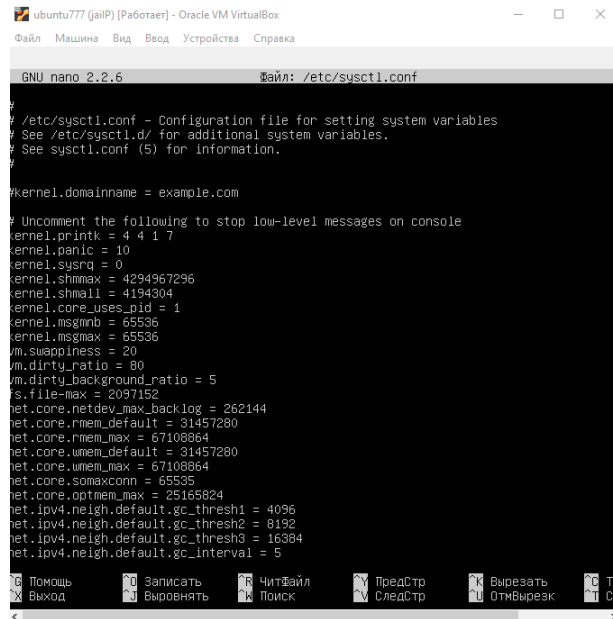 ubuntu777 (jailP) [Работает] - Oracle VM VirtualBox
Файл Машина Вид Ввод Устройства Справка
GNU nano 2.2.6 Файл: /etc/sysctl.conf
#
# /etc/sysctl.conf - Configuration file for setting system variables
# See /etc/sysctl.d/ for additional system variables.
# See sysctl.conf (5) for information.
#
#kernel.domainname = example.com
# Uncomment the following to stop low-level messages on console
kernel.printk = 4 4 1 7
kernel.panic = 10
kernel.sysrq = 0
kernel.shmmax = 4294967296
kernel.shmall = 4194304
kernel.core_uses_pid = 1
kernel.msgmnb = 65536
kernel.msgmax = 65536
vm.swappiness = 20
vm.dirty_ratio = 80
vm.dirty_background_ratio = 5
fs.file-max = 2097152
net.core.netdev_max_backlog = 262144
net.core.rmem_default = 31457280
net.core.rmem_max = 67108864
net.core.wmem_default = 31457280
net.core.wmem_max = 67108864
net.core.somaxconn = 65535
net.core.optmem_max = 25165824
net.ipv4.neigh.default.gc_thresh1 = 4096
net.ipv4.neigh.default.gc_thresh2 = 8192
net.ipv4.neigh.default.gc_thresh3 = 16384
net.ipv4.neigh.default.gc_interval = 5
^G Помощь ^O Записать ^R ЧитФайл ^Y ПредСтр ^K Вырезать ^C Т
^X Выход ^J Выровнять ^W Поиск ^V СледСтр ^U ОтмВырезк ^T С